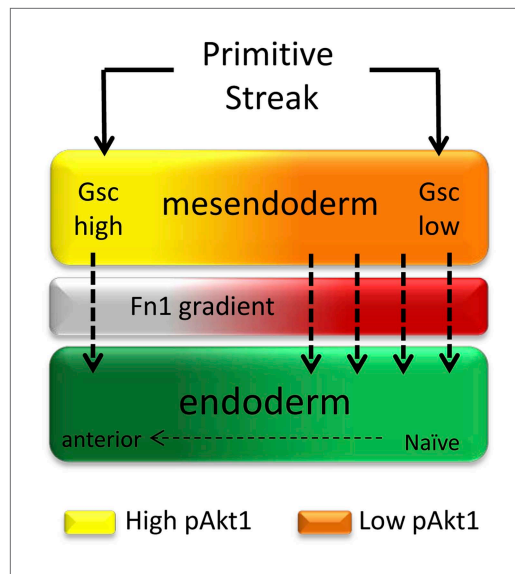 Primitive
Streak
Gsc
high
mesendoderm
Gsc
low
Fn1 gradient
endoderm
anterior
Naïve
High pAkt1
Low pAkt1